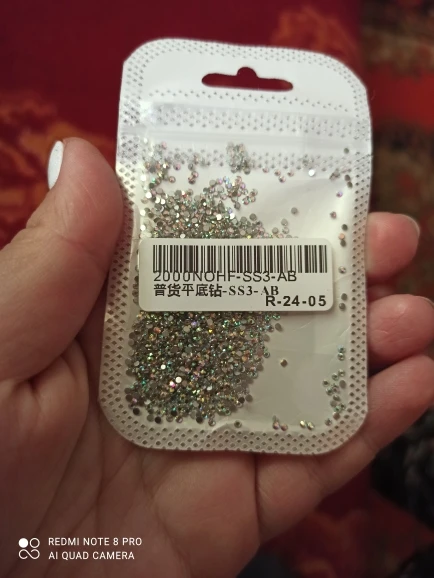 2000NOHF-SS3-AB
普货平底钻-SS3-AB
R-24-05
REDMI NOTE 8 PRO
AI QUAD CAMERA